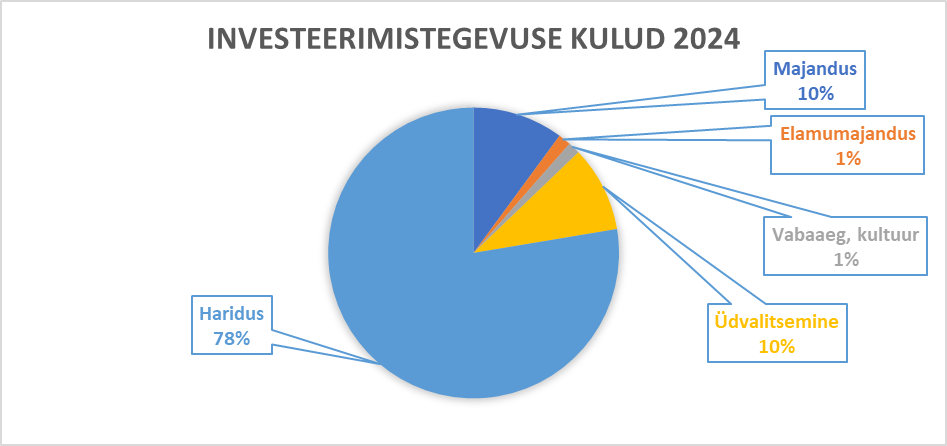 INVESTEERIMISTEGEVUSE KULUD 2024
Majandus
10%
Elamumajandus
1%
Vabaaeg, kultuur
1%
Üdvalitsemine
10%
Haridus
78%